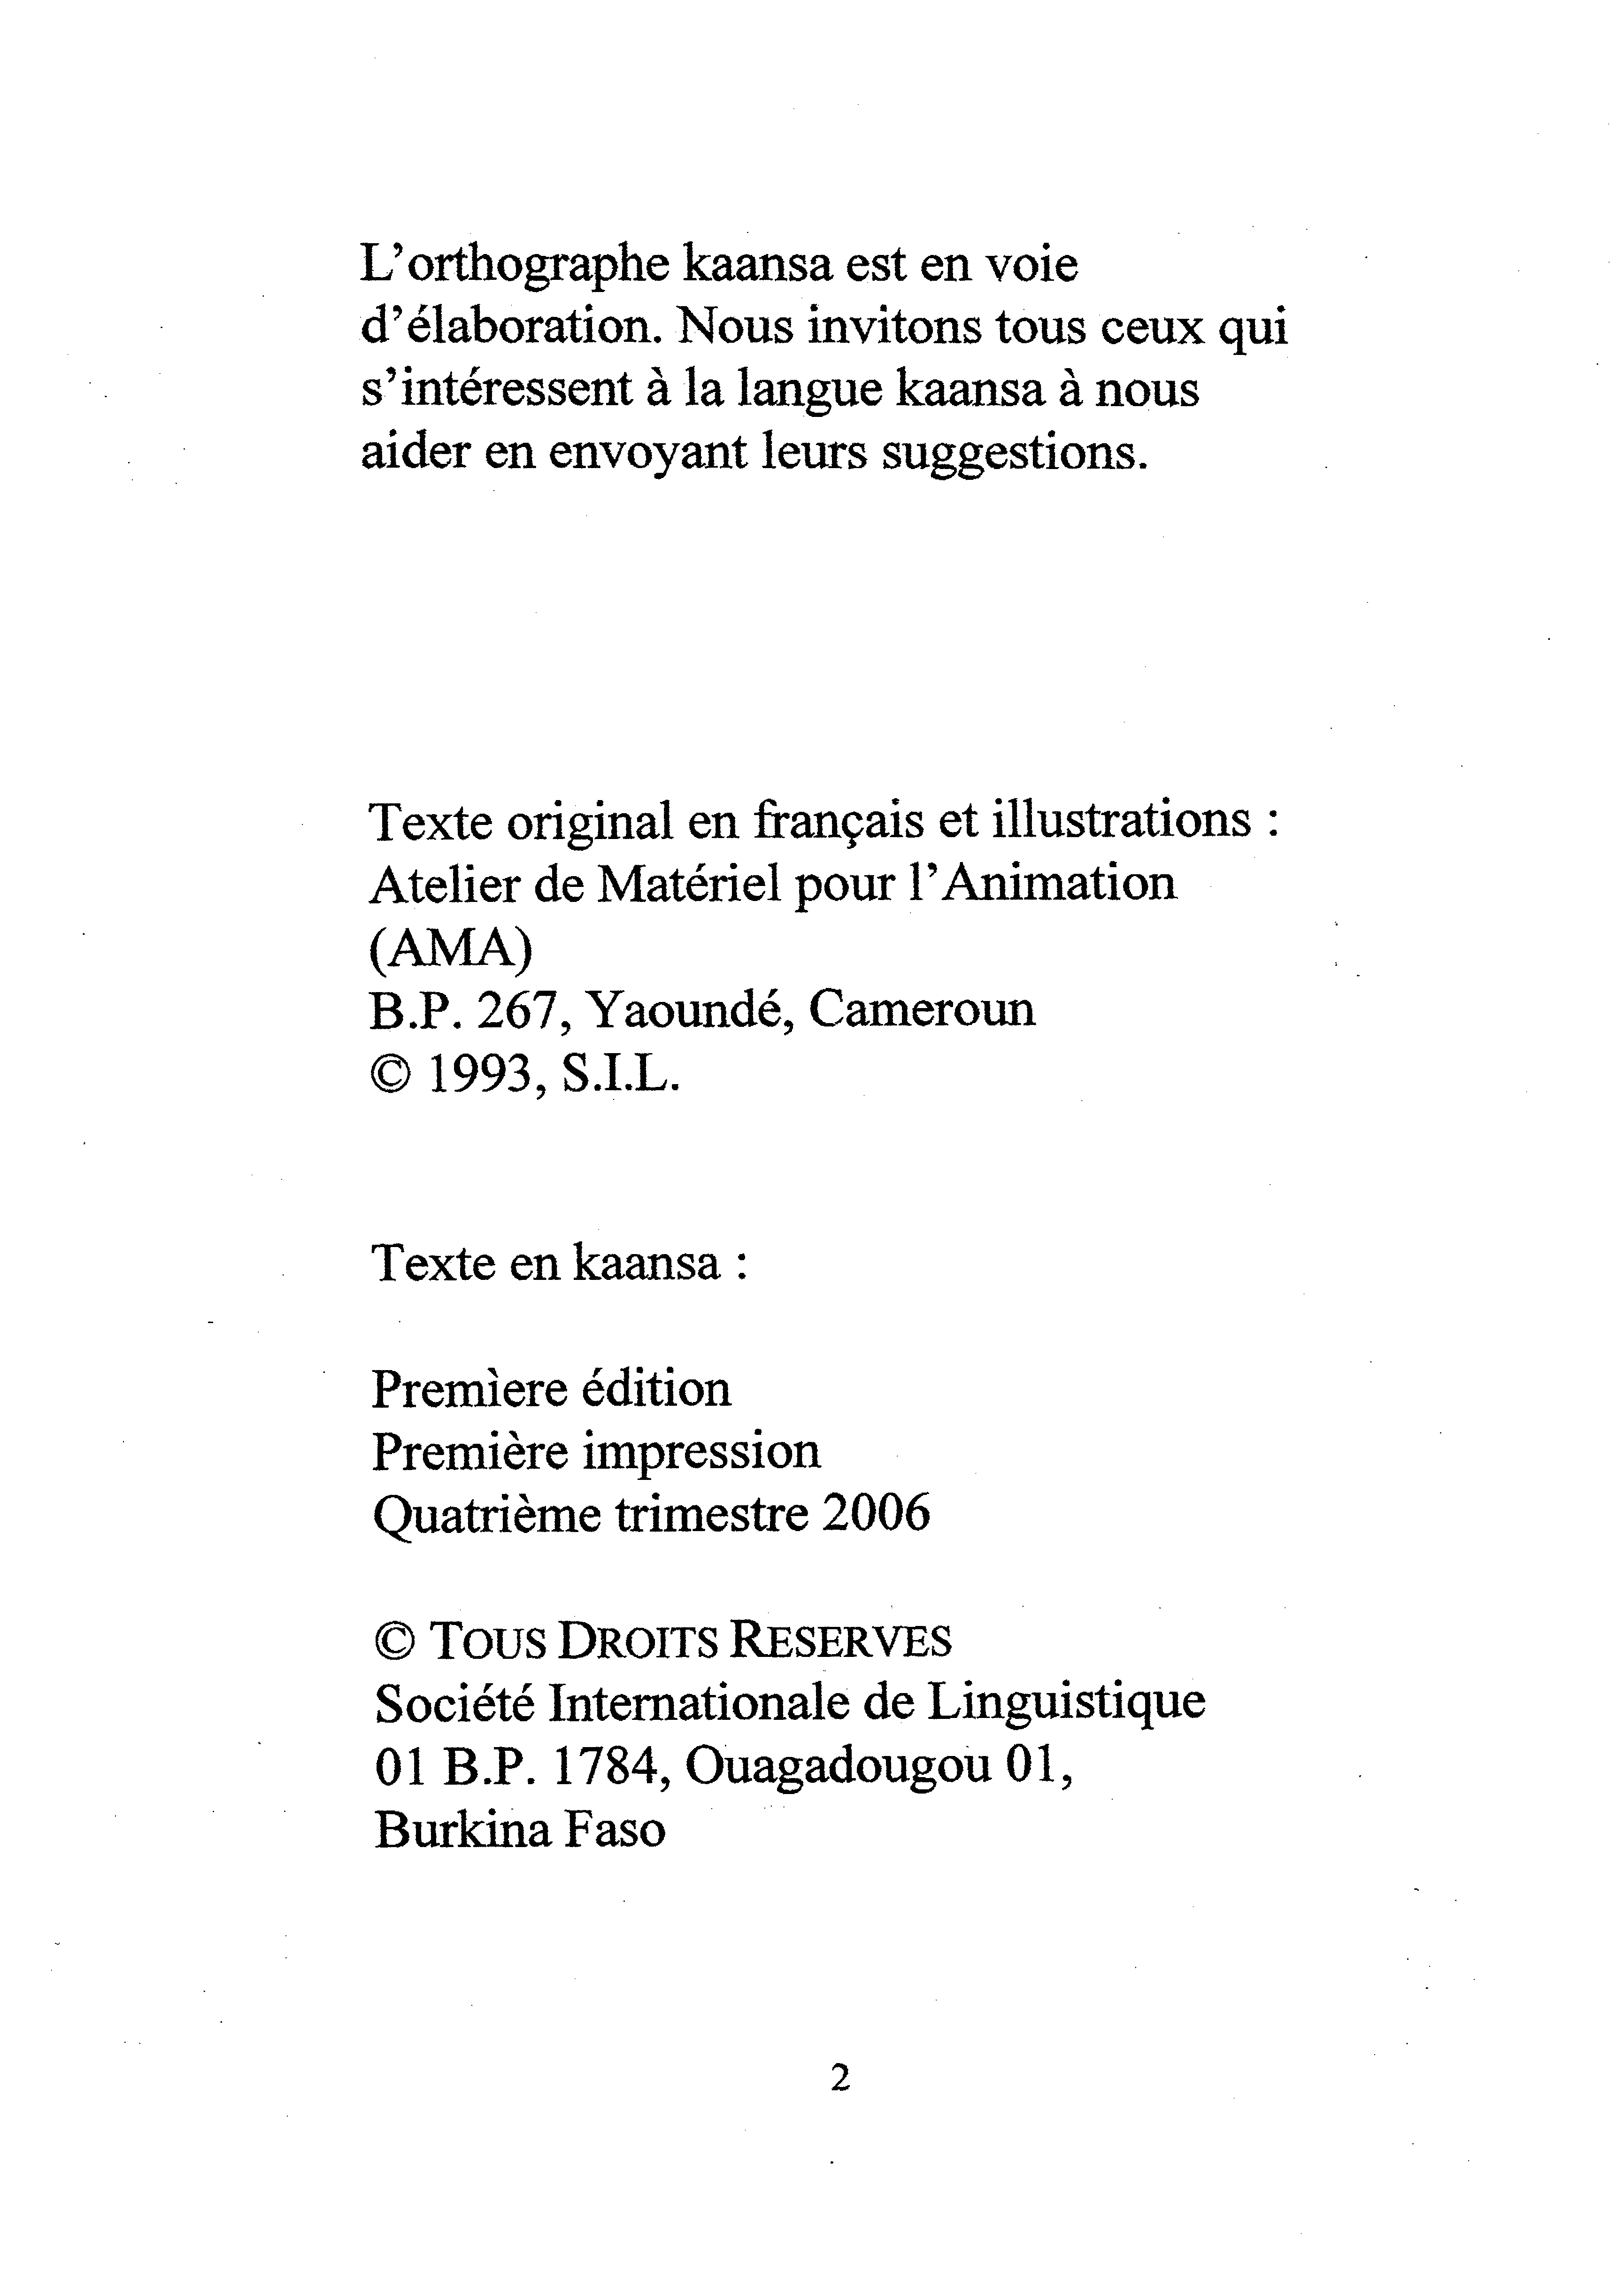 L'orthographe kaansa est en voie
d'élaboration. Nous invitons tous ceux qui
s'intéressent à la langue kaansa à nous
aider en envoyant leurs suggestions.
Texte original en français et illustrations :
Atelier de Matériel pour l'Animation
(AMA)
B.P. 267, Yaoundé, Cameroun
© 1993, S.I.L.
Texte en kaansa :
Premìere édition
Première impression
Quatrième trimestre 2006
© TOUS DROITS RESERVES
Société Internationale de Linguistique
01 B.P. 1784, Ouagadougou 01,
Burkina Faso
2